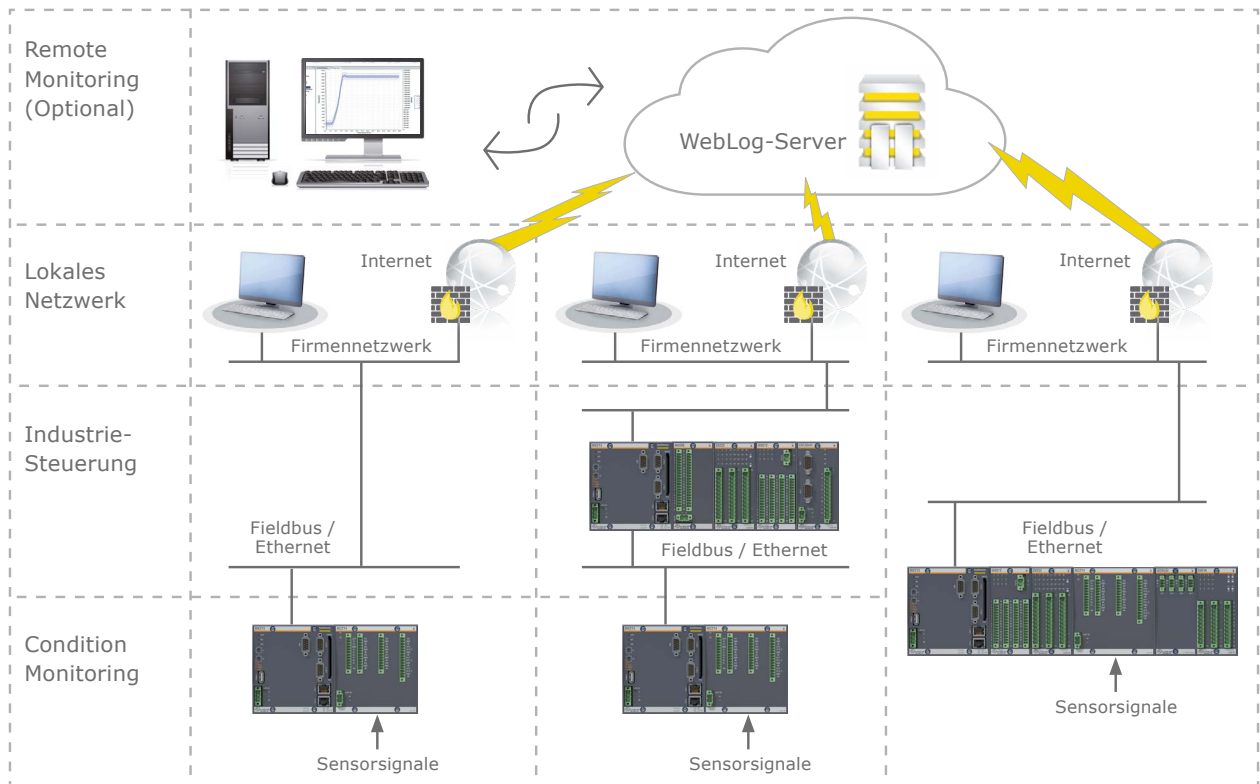 Remote
Monitoring
(Optional)
WebLog-Server
Lokales
Netzwerk
Internet
Internet
Internet
Firmennetzwerk
Firmennetzwerk
Firmennetzwerk
Industrie-
Steuerung
Fieldbus /
Ethernet
Fieldbus / Ethernet
Fieldbus /
Ethernet
Condition
Monitoring
Sensorsignale
Sensorsignale
Sensorsignale